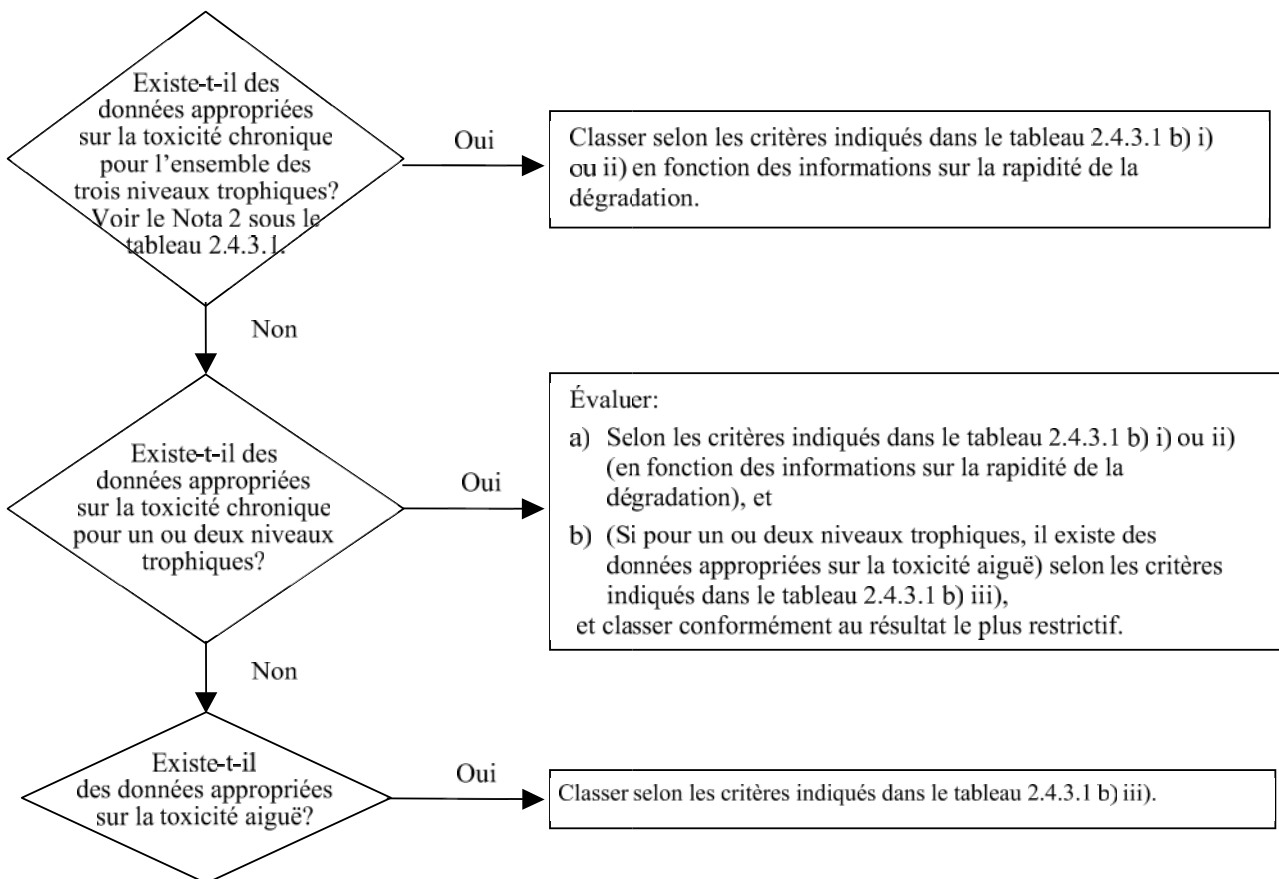 Existe-t-il des
données appropriées
sur la toxicité chronique
pour l'ensemble des
trois niveaux trophiques?
Voir le Nota 2 sous le
tableau 2.4.3.1.
Oui
Classer selon les critères indiqués dans le tableau 2.4.3.1 b) i)
ou ii) en fonction des informations sur la rapidité de la
dégradation.
Non
Existe-t-il des
données appropriées
sur la toxicité chronique
pour un ou deux niveaux
trophiques?
Oui
Évaluer:
a) Selon les critères indiqués dans le tableau 2.4.3.1 b) i) ou ii)
(en fonction des informations sur la rapidité de la
dégradation), et
b) (Si pour un ou deux niveaux trophiques, il existe des
données appropriées sur la toxicité aiguë) selon les critères
indiqués dans le tableau 2.4.3.1 b) iii),
et classer conformément au résultat le plus restrictif.
Non
Existe-t-il
des données appropriées
sur la toxicité aiguë?
Oui
Classer selon les critères indiqués dans le tableau 2.4.3.1 b) iii).